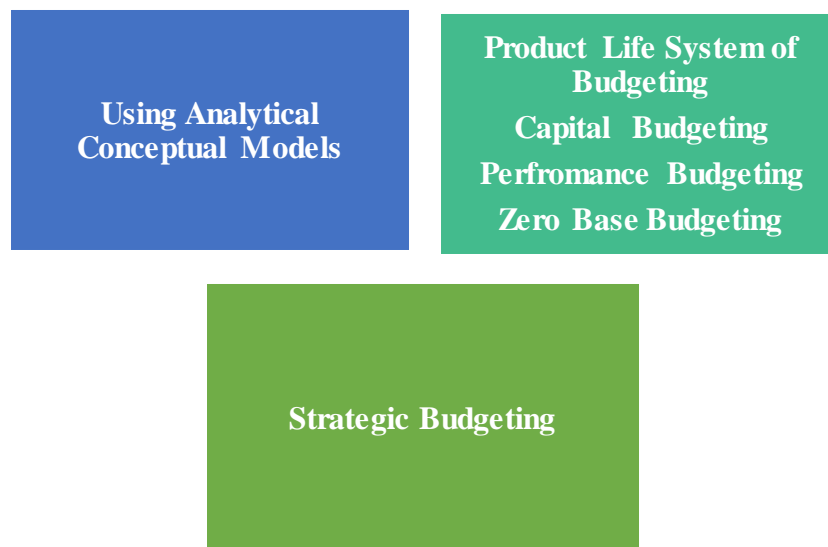 Using Analytical
Conceptual Models
Product Life System of
Budgeting
Capital Budgeting
Perfromance Budgeting
Zero Base Budgeting
Strategic Budgeting